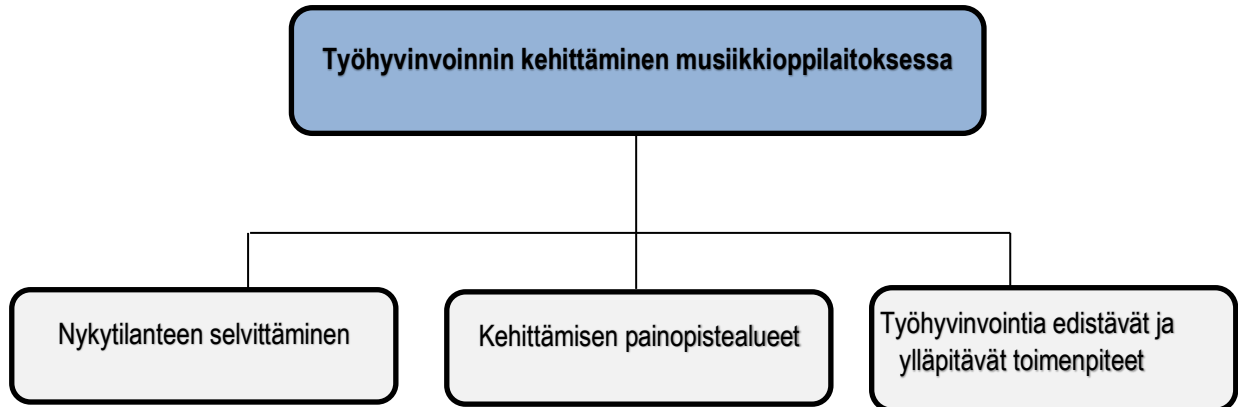 Työhyvinvoinnin kehittäminen musiikkioppilaitoksessa
Nykytilanteen selvittäminen
Kehittämisen painopistealueet
Työhyvinvointia edistävät ja
ylläpitävät toimenpiteet